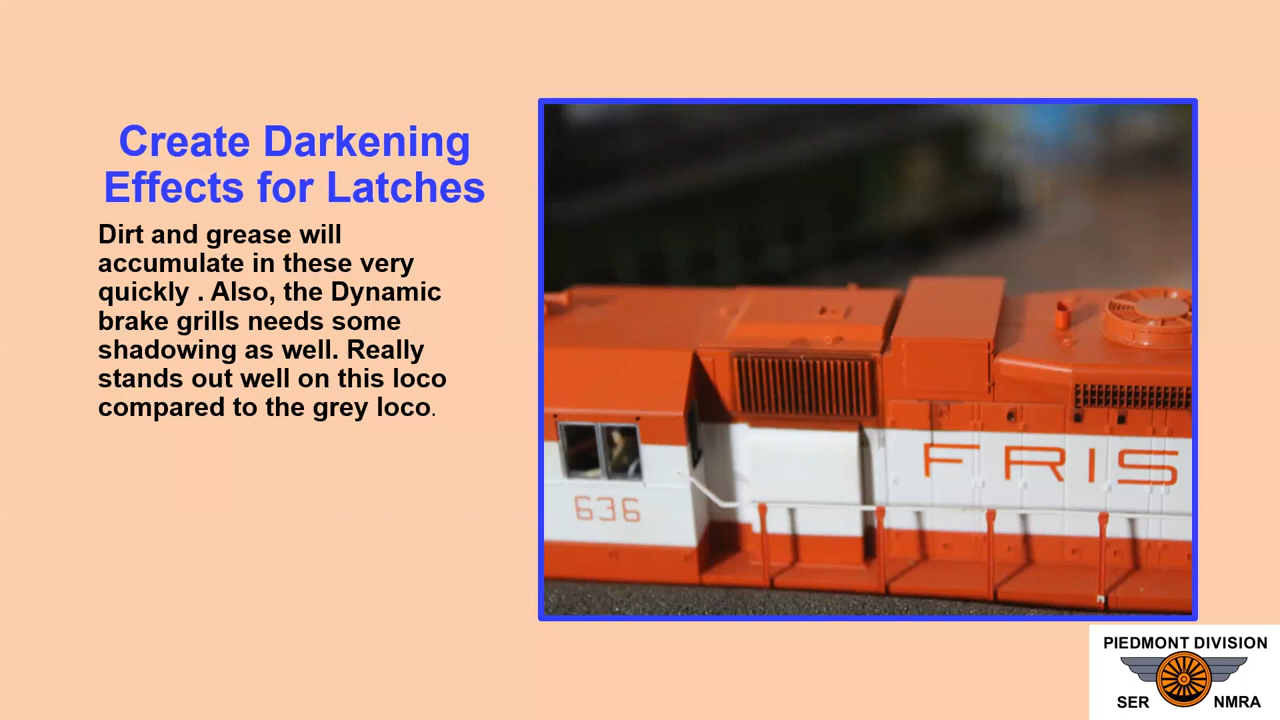 Create Darkening
Effects for Latches
Dirt and grease will
accumulate in these very
quickly . Also, the Dynamic
brake grills needs some
shadowing as well. Really
stands out well on this loco
compared to the grey loco.
636
FRIS
PIEDMONT DIVISION
SER NMRA